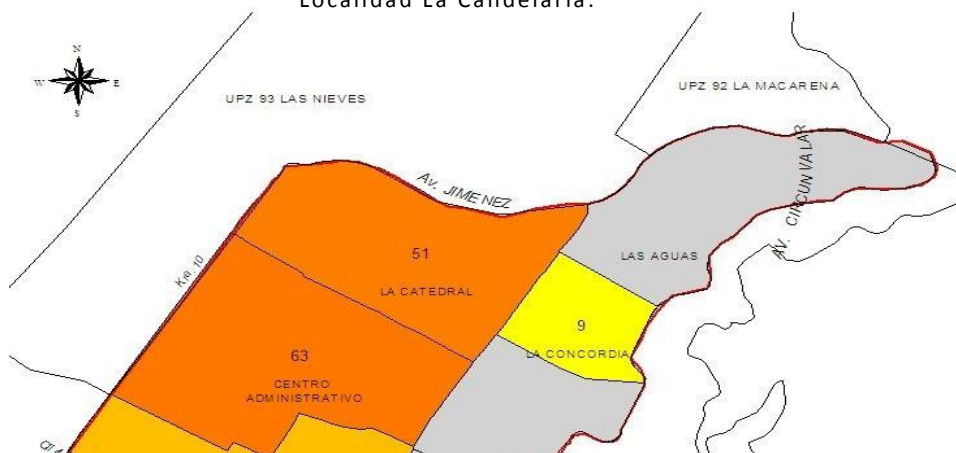 Localidad La Candelaria.
N
W E
S
UPZ 93 LAS NIEVES
UPZ 92 LA MACARENA
Av. JIMENEZ
AV. CIRCUNVALAR
Kra. 10
51
LA CATEDRAL
LAS AGUAS
9
LA CONCORDIA
63
CENTRO
ADMINISTRATIVO